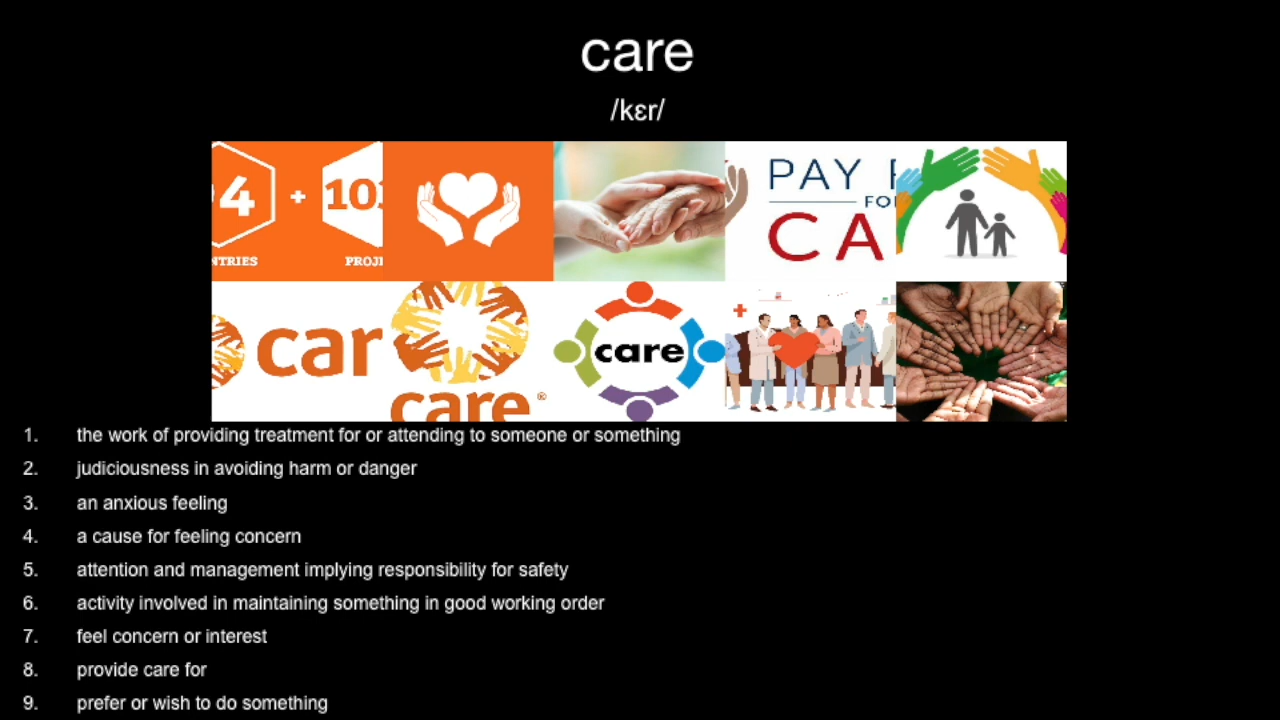 care
/kɛr/
4 + 10
PAY
FO
CA
car
care®
care
1. the work of providing treatment for or attending to someone or something
2. judiciousness in avoiding harm or danger
3. an anxious feeling
4. a cause for feeling concern
5. attention and management implying responsibility for safety
6. activity involved in maintaining something in good working order
7. feel concern or interest
8. provide care for
9. prefer or wish to do something